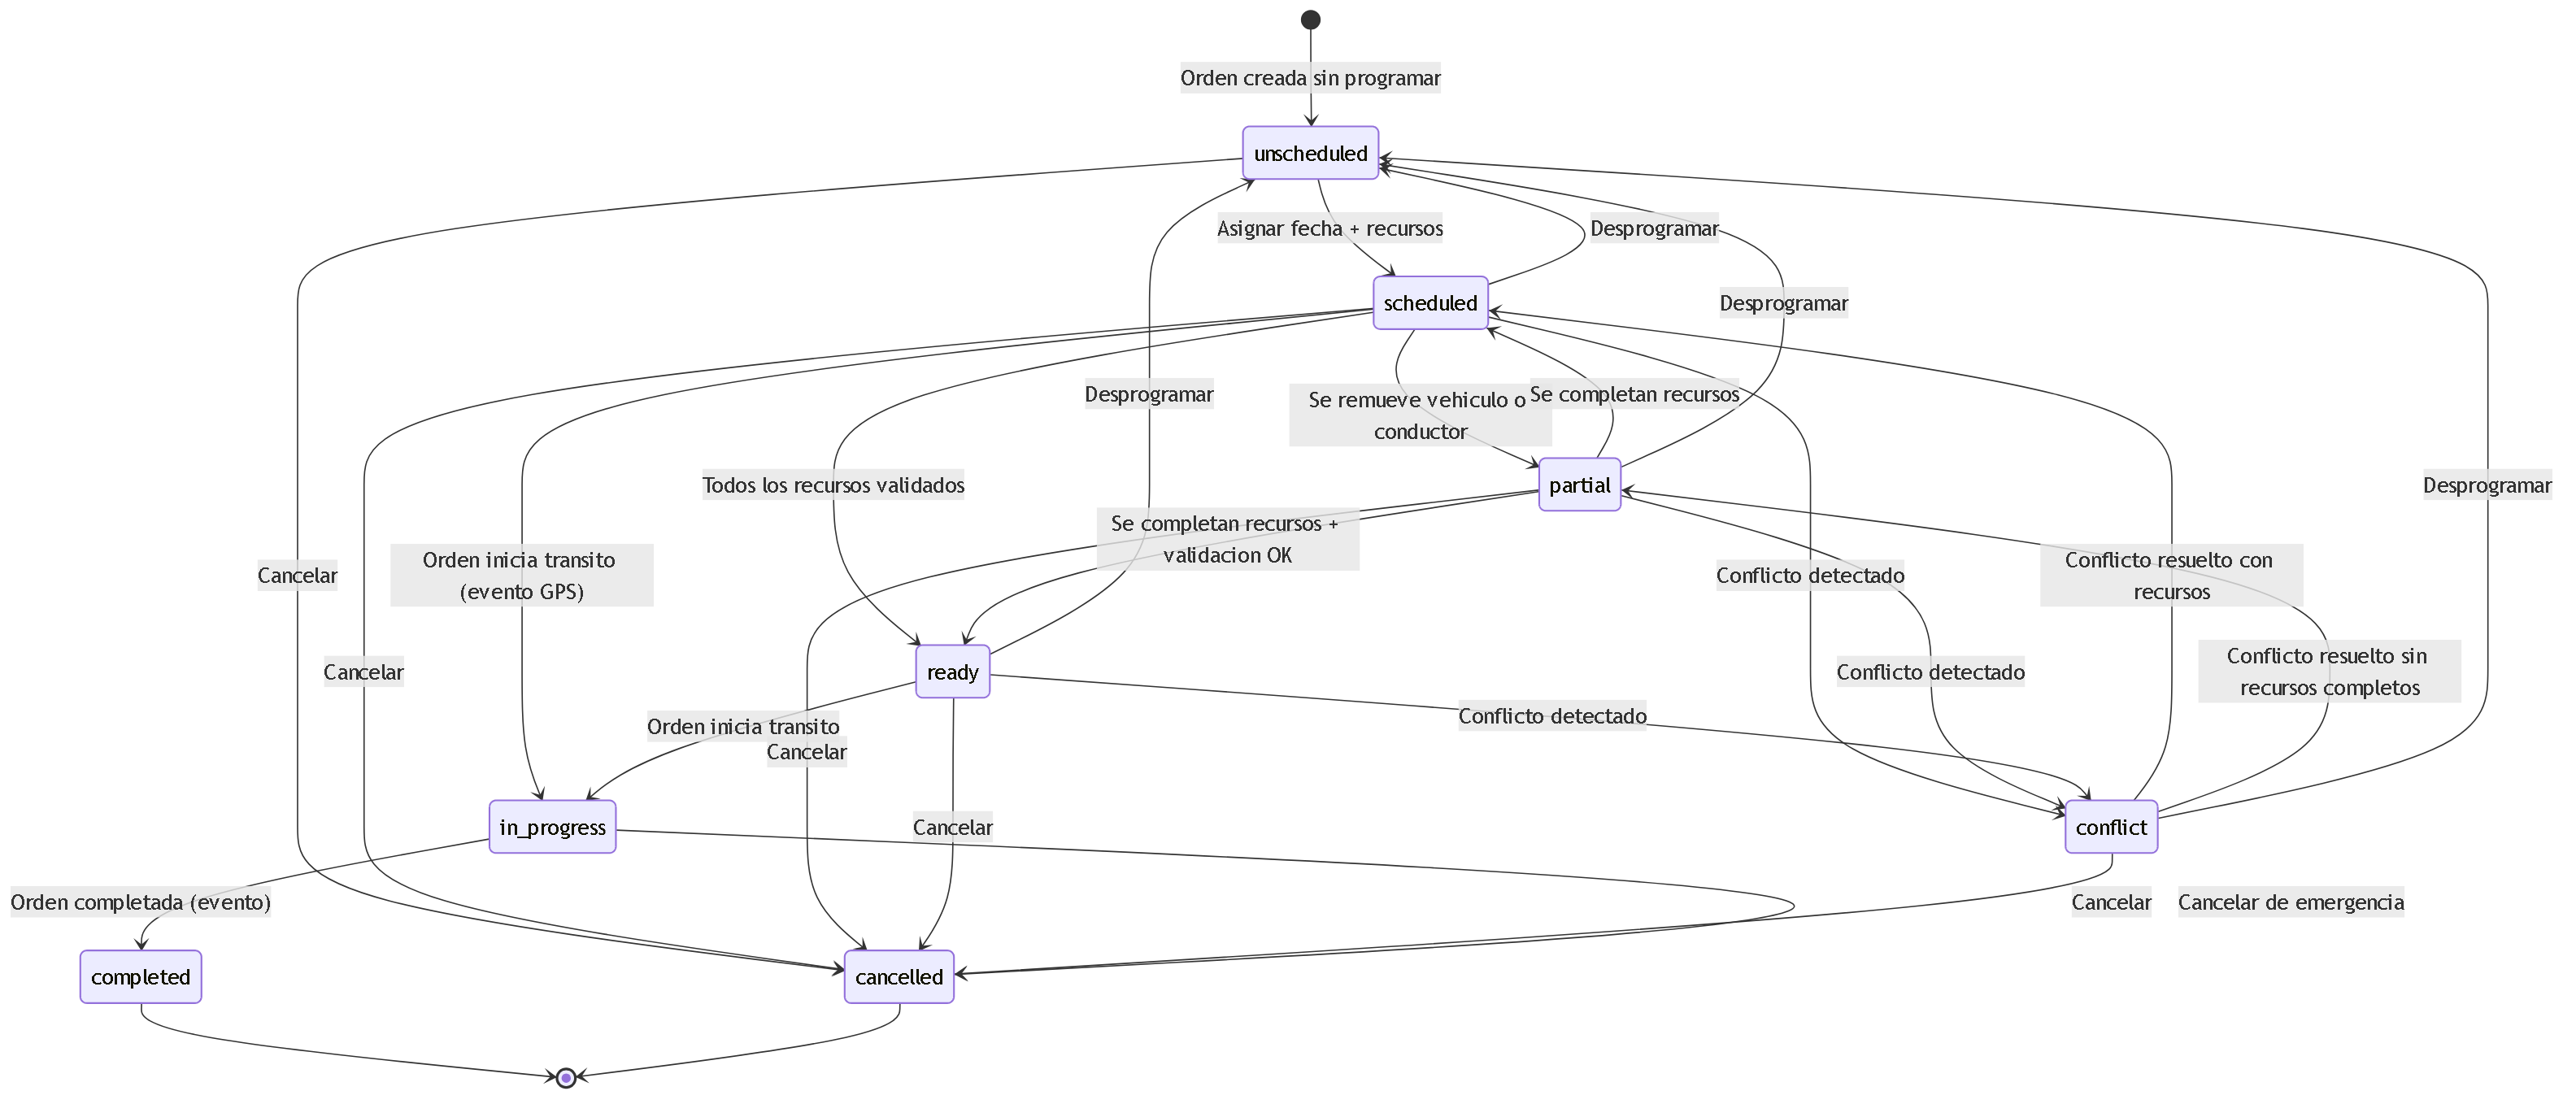 Orden creada sin programar
unscheduled
Asignar fecha + recursos
Desprogramar
scheduled
Desprogramar
Desprogramar
Se remueve vehiculo o
conductor
Se completan recursos
Todos los recursos validados
partial
Desprogramar
Se completan recursos +
validacion OK
Orden inicia transito
(evento GPS)
Cancelar
Conflicto detectado
Conflicto resuelto con
recursos
Cancelar
ready
Conflicto detectado
Conflicto resuelto sin
recursos completos
Orden inicia transito
Cancelar
Conflicto detectado
in_progress
Cancelar
conflict
Orden completada (evento)
Cancelar
Cancelar de emergencia
completed
cancelled